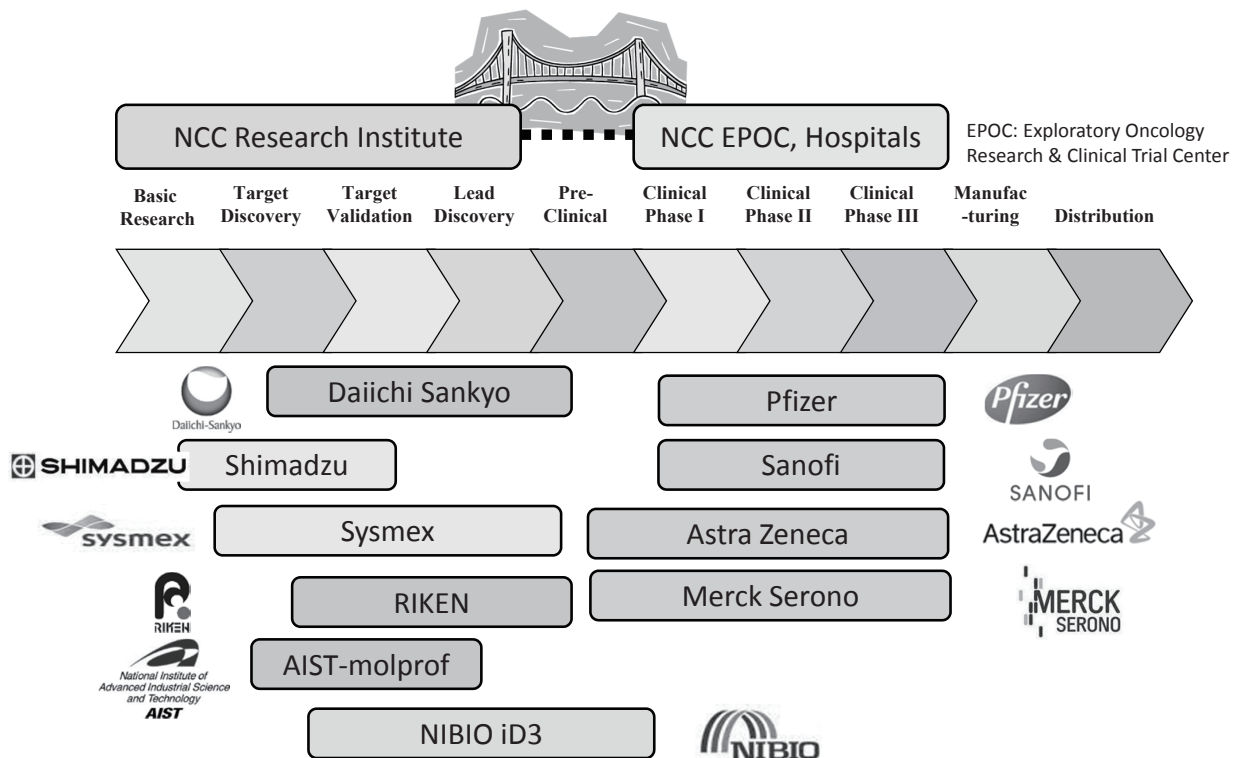 NCC Research Institute
NCC EPOC, Hospitals
EPOC: Exploratory Oncology
Research & Clinical Trial Center
Basic
Research
Target
Discovery
Target
Validation
Lead
Discovery
Pre-
Clinical
Clinical
Phase I
Clinical
Phase II
Clinical
Phase III
Manufac
-turing
Distribution
Daiichi-Sankyo
Daiichi Sankyo
Pfizer
Pfizer
SHIMADZU
Shimadzu
Sanofi
SANOFI
sysmex
Sysmex
Astra Zeneca
AstraZeneca
RIKEN
RIKEN
Merck Serono
MERCK
SERONO
National Institute of
Advanced Industrial Science
and Technology
AIST
AIST-molprof
NIBIO iD3
NIBIO